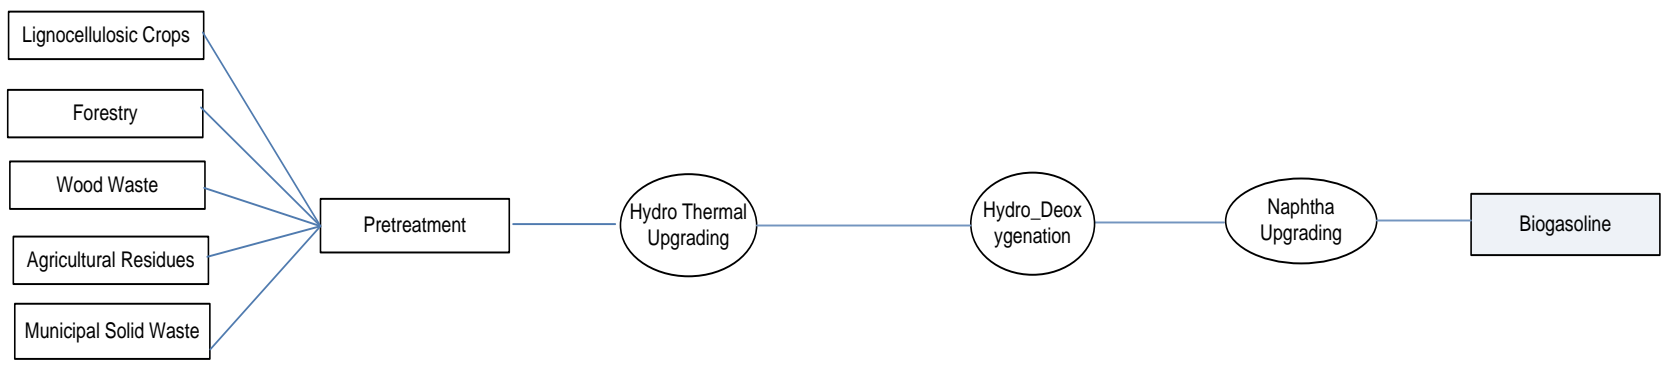 Lignocellulosic Crops
Forestry
Wood Waste
Agricultural Residues
Municipal Solid Waste
Pretreatment
Hydro Thermal
Upgrading
Hydro_Deox
ygenation
Naphtha
Upgrading
Biogasoline